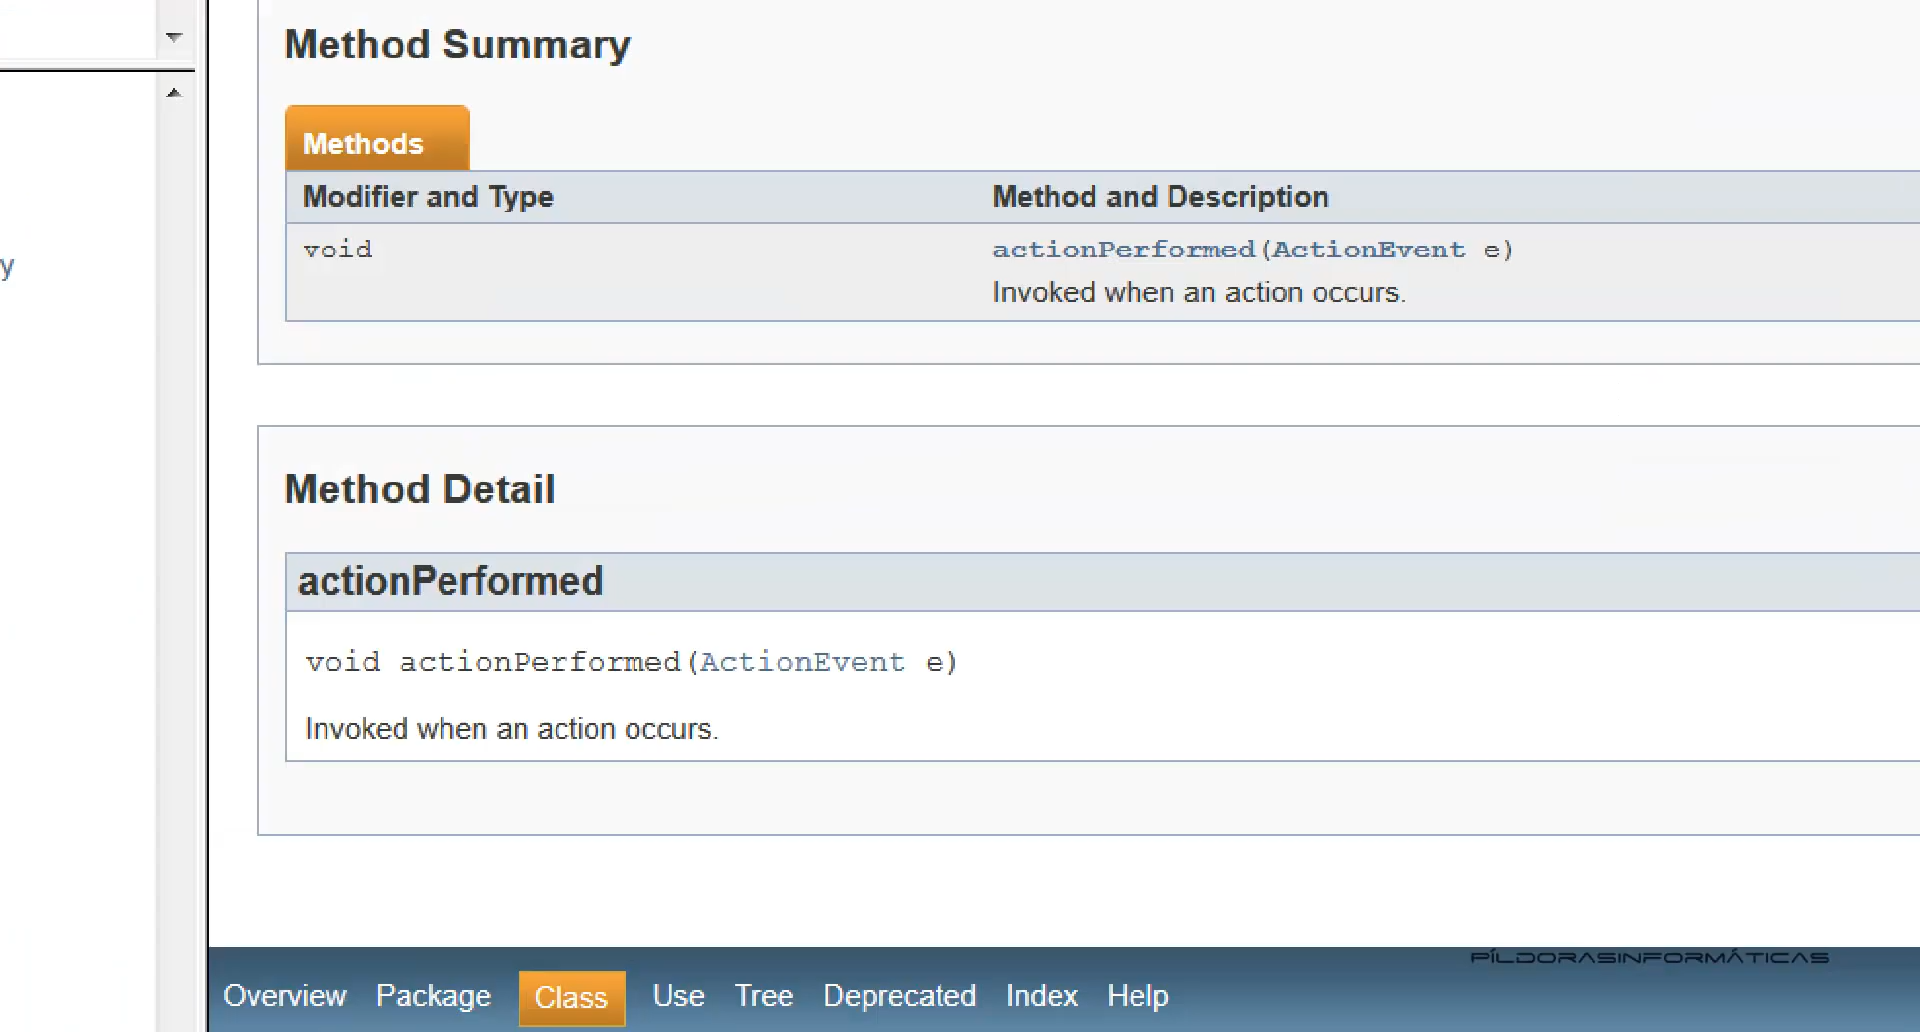 Method Summary
Methods
Modifier and Type Method and Description
void actionPerformed(ActionEvent e)
Invoked when an action occurs.
y
Method Detail
actionPerformed
void actionPerformed(ActionEvent e)
Invoked when an action occurs.
PÍLDORASINFORMÁTICAS
Overview Package Class Use Tree Deprecated Index Help